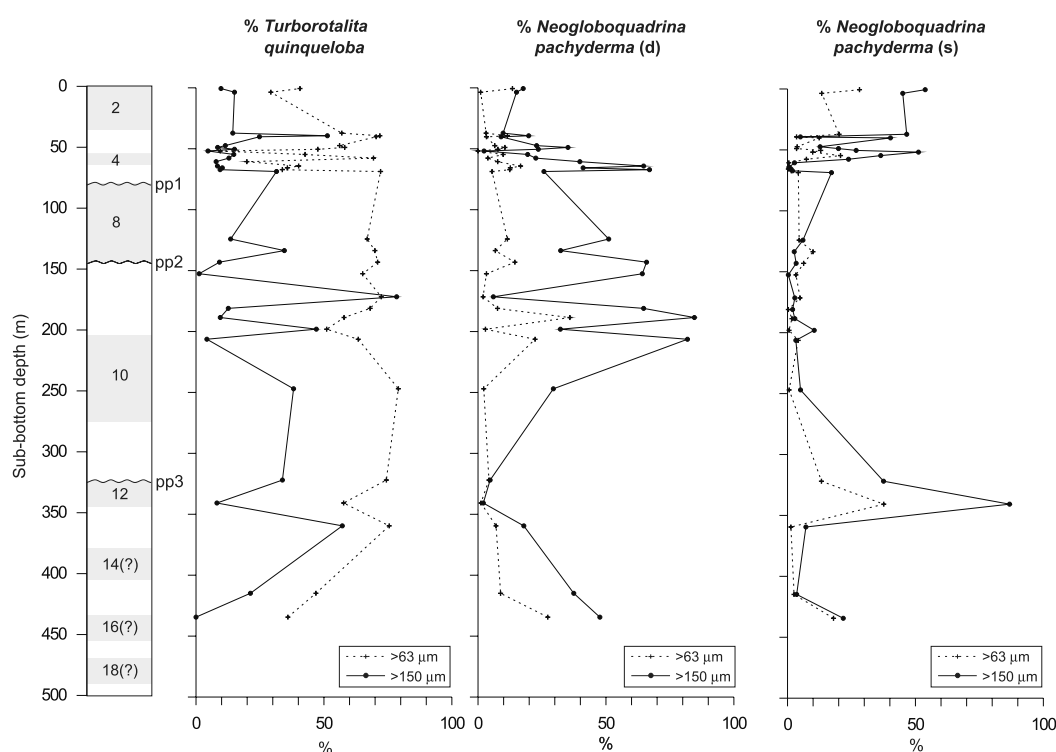 % Turborotalita
quinqueloba
% Neogloboquadrina
pachyderma (d)
% Neogloboquadrina
pachyderma (s)
Sub-bottom depth (m)
0
50
100
150
200
250
300
350
400
450
500
2
4
8
10
12
14(?)
16(?)
18(?)
pp1
pp2
pp3
>63 μm
>150 μm
>63 μm
>150 μm
>63 μm
>150 μm
0 50 100
%
0 50 100
%
0 50 100
%